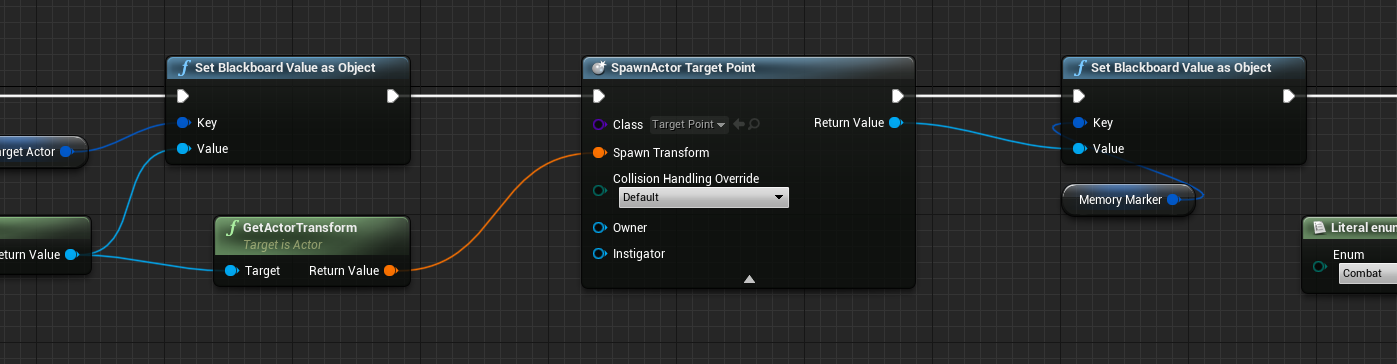 Set Blackboard Value as Object
Key
Value
arget Actor
eturn Value
GetActorTransform
Target is Actor
Target
Return Value
SpawnActor Target Point
Class
Target Point
Return Value
Spawn Transform
Collision Handling Override
Default
Owner
Instigator
Set Blackboard Value as Object
Key
Value
Memory Marker
Literal enum
Enum
Combat